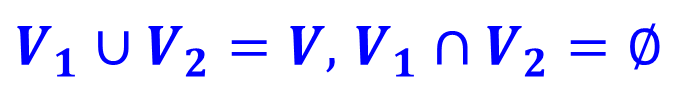 V₁ ∪ V₂ = V, V₁ ∩ V₂ = ∅